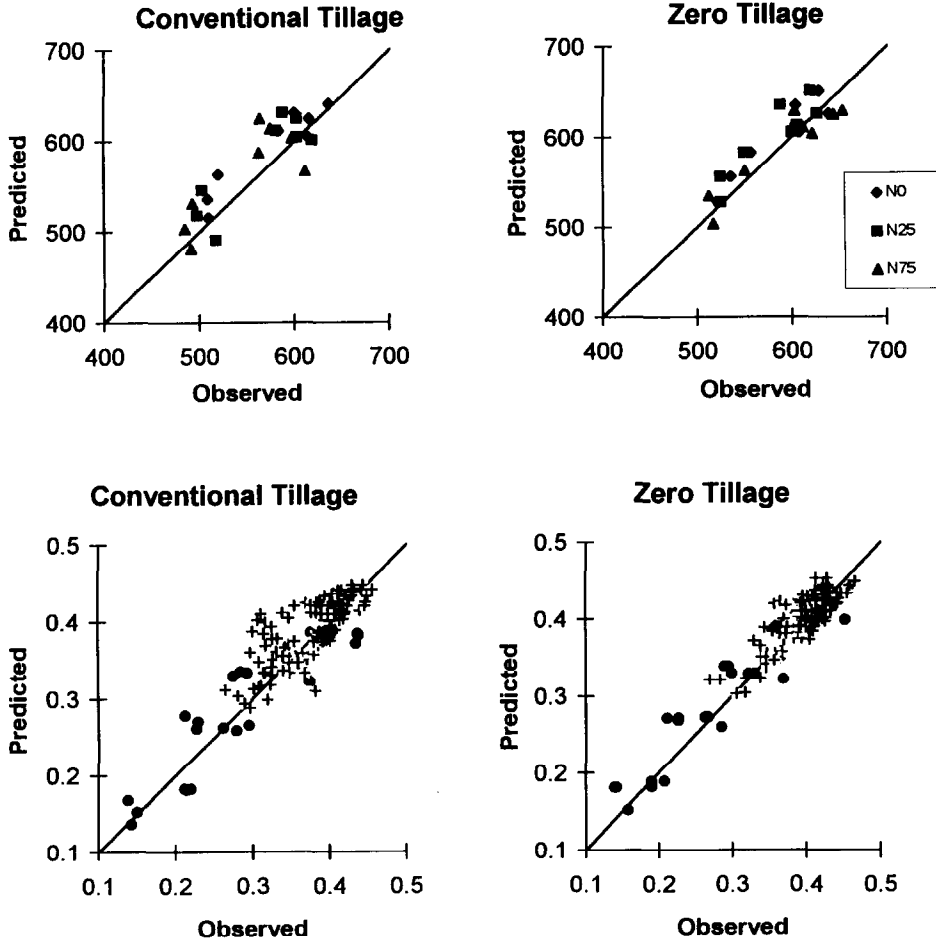 Conventional Tillage
700
600
500
400
Predicted
400 500 600 700
Observed
Zero Tillage
700
600
500
400
Predicted
400 500 600 700
Observed
N0
N25
N75
Conventional Tillage
0.5
0.4
0.3
0.2
0.1
Predicted
0.1 0.2 0.3 0.4 0.5
Observed
Zero Tillage
0.5
0.4
0.3
0.2
0.1
Predicted
0.1 0.2 0.3 0.4 0.5
Observed